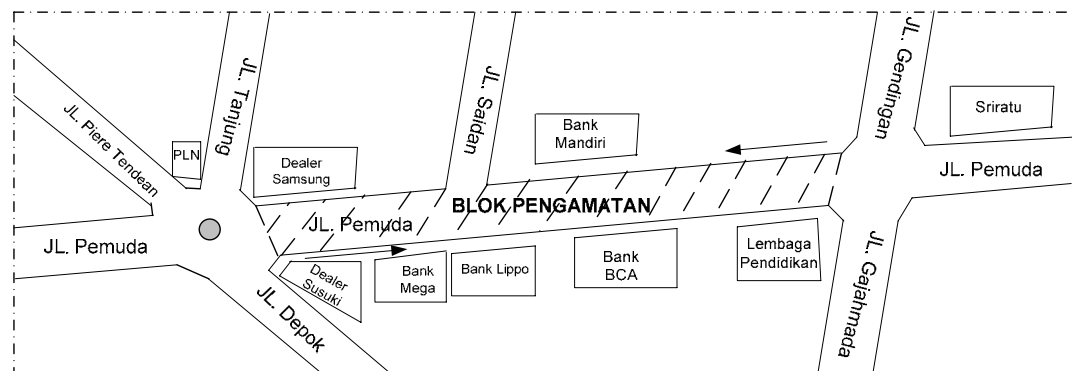 JL. Piere Tendean
PLN
JL. Tanjung
Dealer
Samsung
JL. Saidan
Bank
Mandiri
JL. Gendingan
Sriratu
JL. Pemuda
BLOK PENGAMATAN
JL. Pemuda
JL. Pemuda
Dealer
Susuki
Bank
Mega
Bank Lippo
Bank
BCA
Lembaga
Pendidikan
JL. Gajahmada
JL. Depok